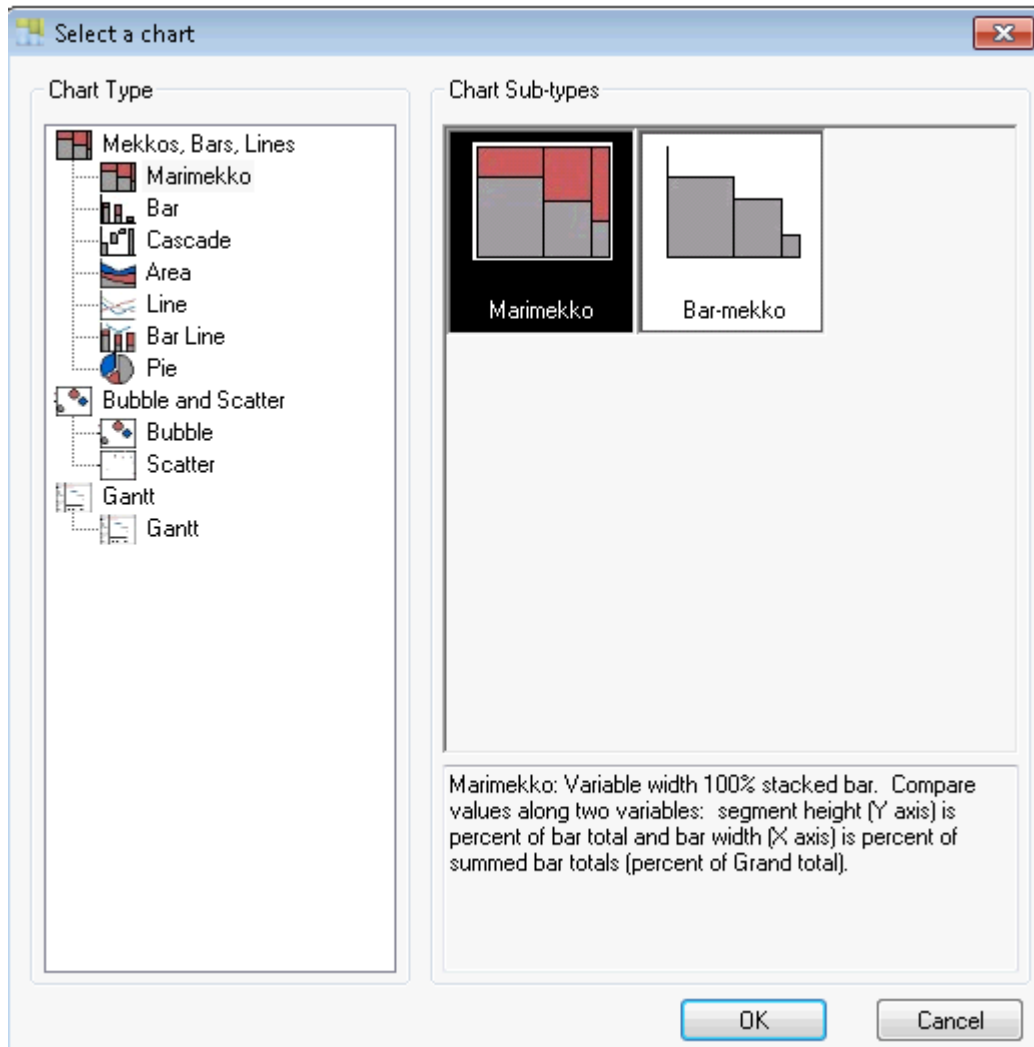 Select a chart
Chart Type
Mekkos, Bars, Lines
Marimekko
Bar
Cascade
Area
Line
Bar Line
Pie
Bubble and Scatter
Bubble
Scatter
Gantt
Gantt
Chart Sub-types
Marimekko
Bar-mekko
Marimekko: Variable width 100% stacked bar.  Compare
values along two variables:  segment height (Y axis) is
percent of bar total and bar width (X axis) is percent of
summed bar totals (percent of Grand total).
OK
Cancel